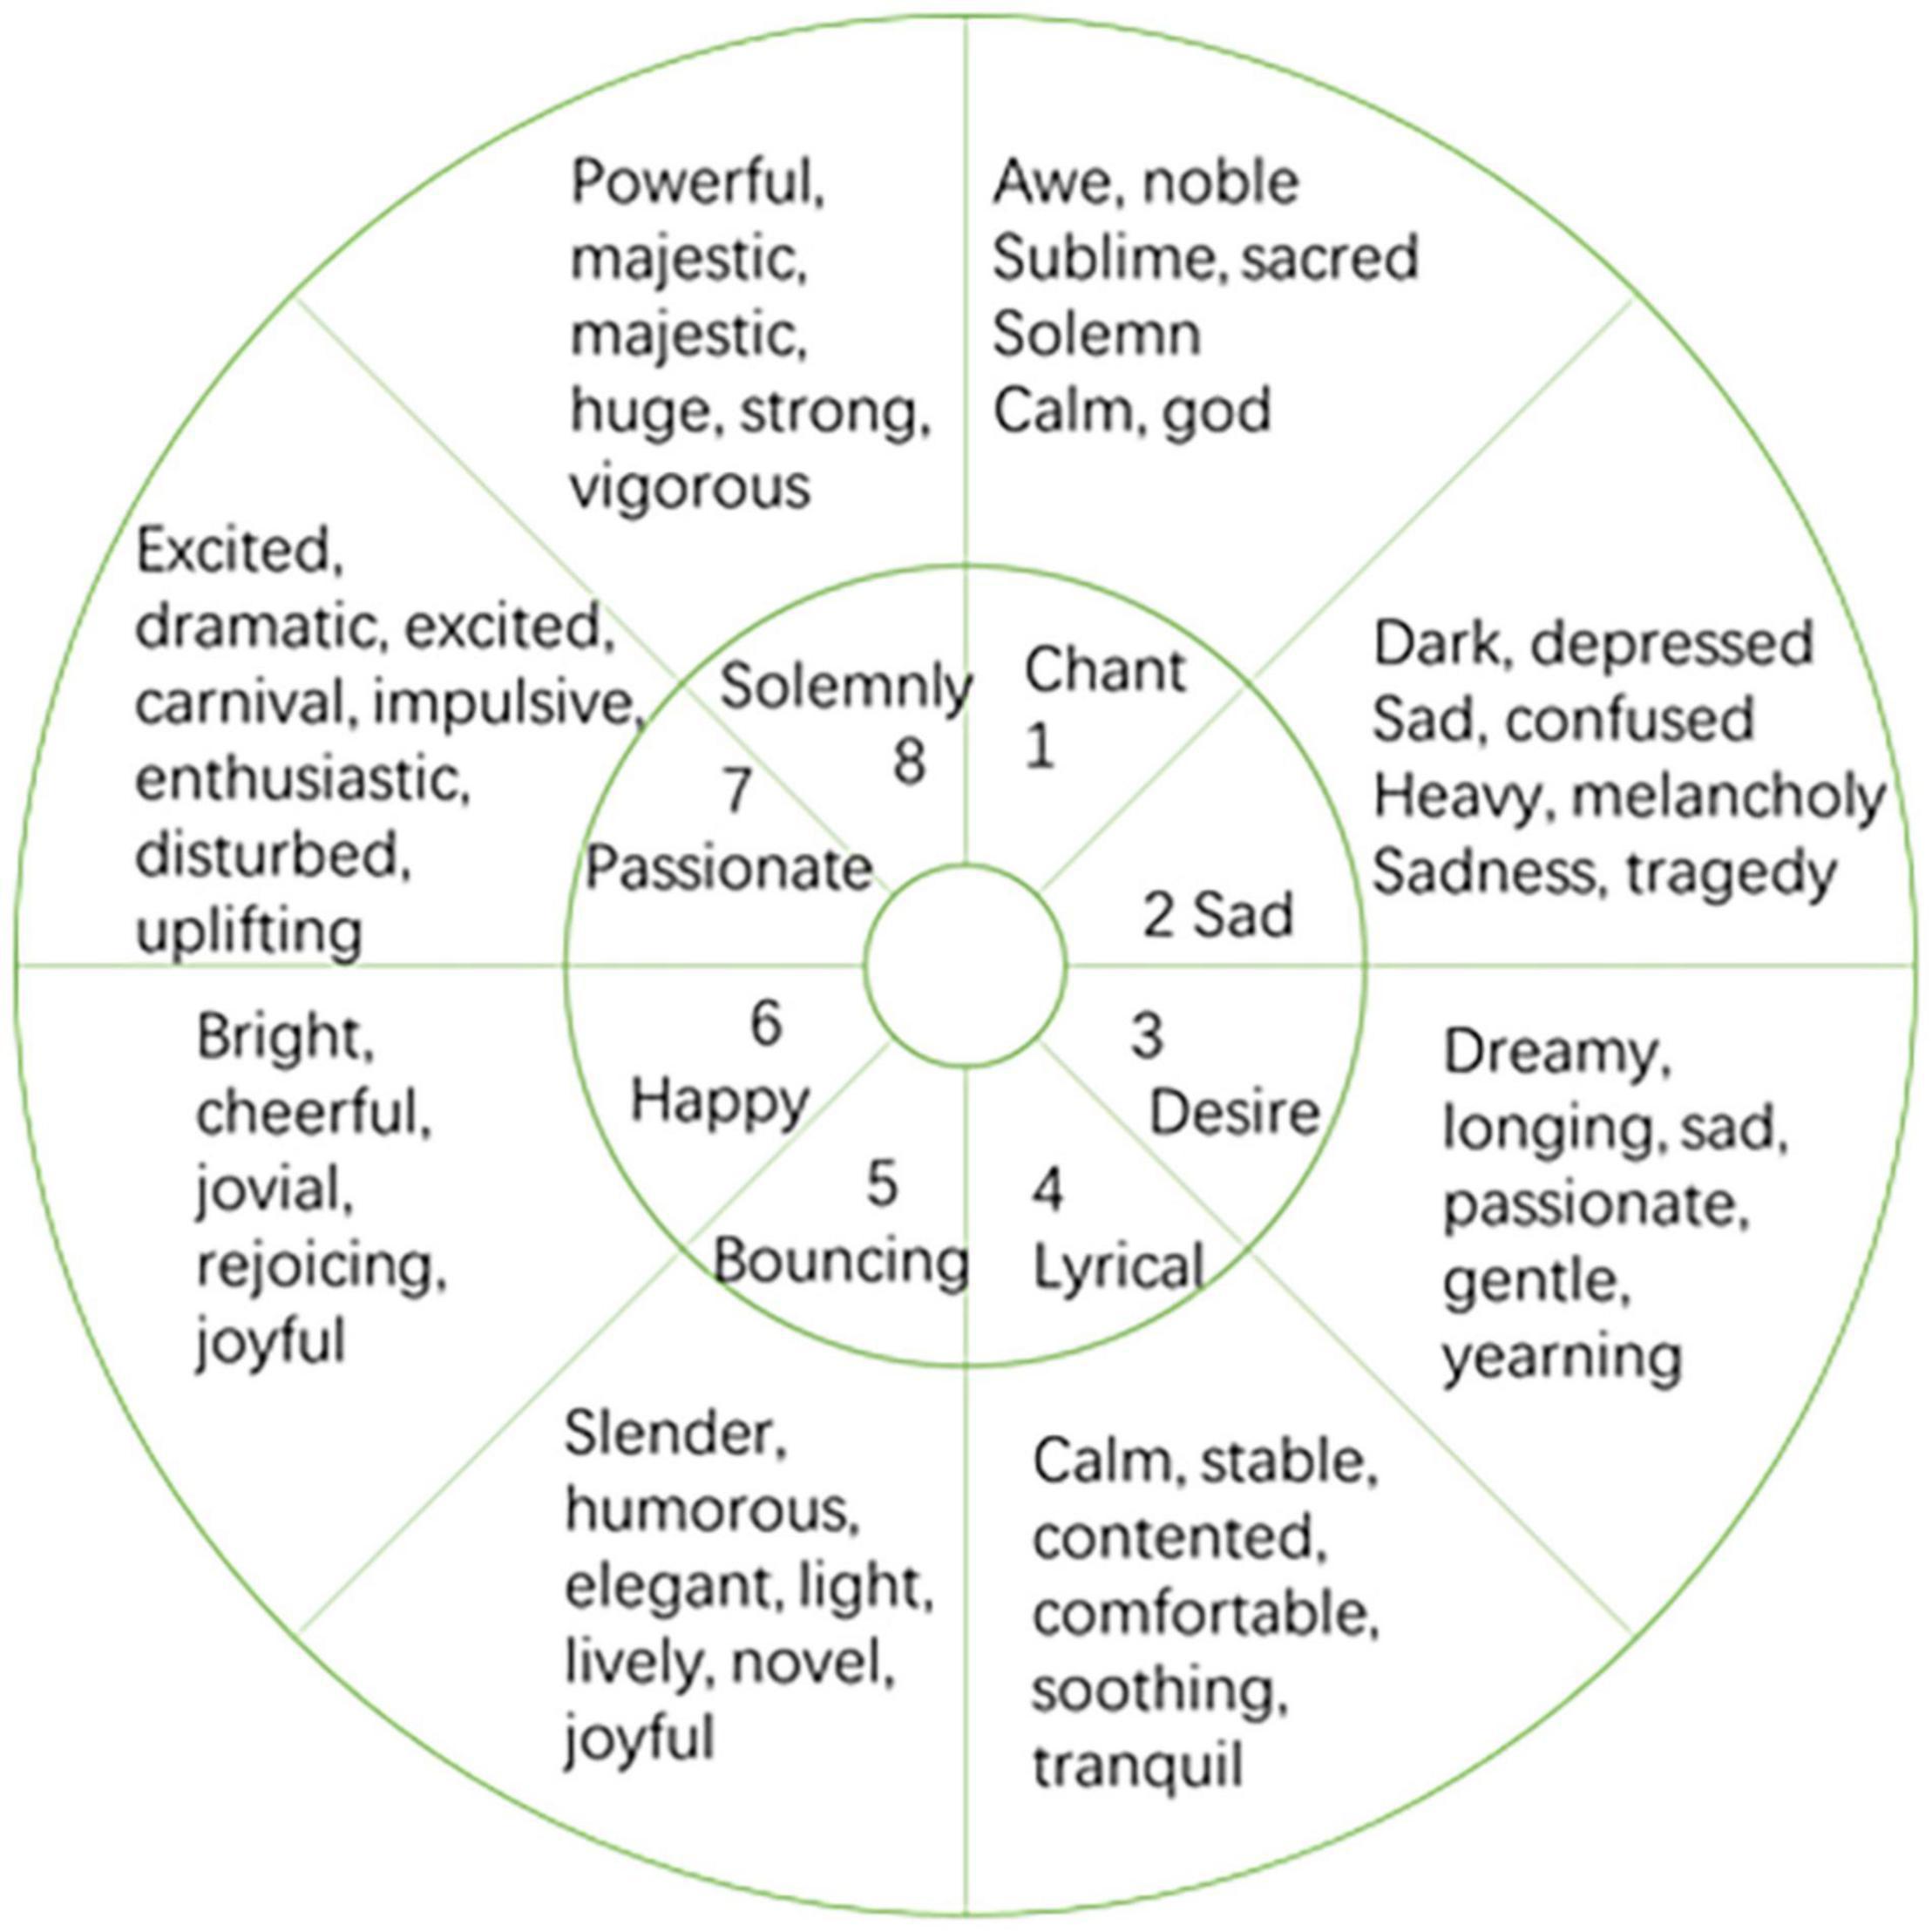 Powerful,
majestic,
majestic,
huge, strong,
vigorous
Awe, noble
Sublime, sacred
Solemn
Calm, god
Excited,
dramatic, excited,
carnival, impulsive,
enthusiastic,
disturbed,
uplifting
Dark, depressed
Sad, confused
Heavy, melancholy
Sadness, tragedy
Solemnly
8
Chant
1
7
Passionate
2 Sad
6
Happy
3
Desire
5
Bouncing
4
Lyrical
Bright,
cheerful,
jovial,
rejoicing,
joyful
Dreamy,
longing, sad,
passionate,
gentle,
yearning
Slender,
humorous,
elegant, light,
lively, novel,
joyful
Calm, stable,
contented,
comfortable,
soothing,
tranquil